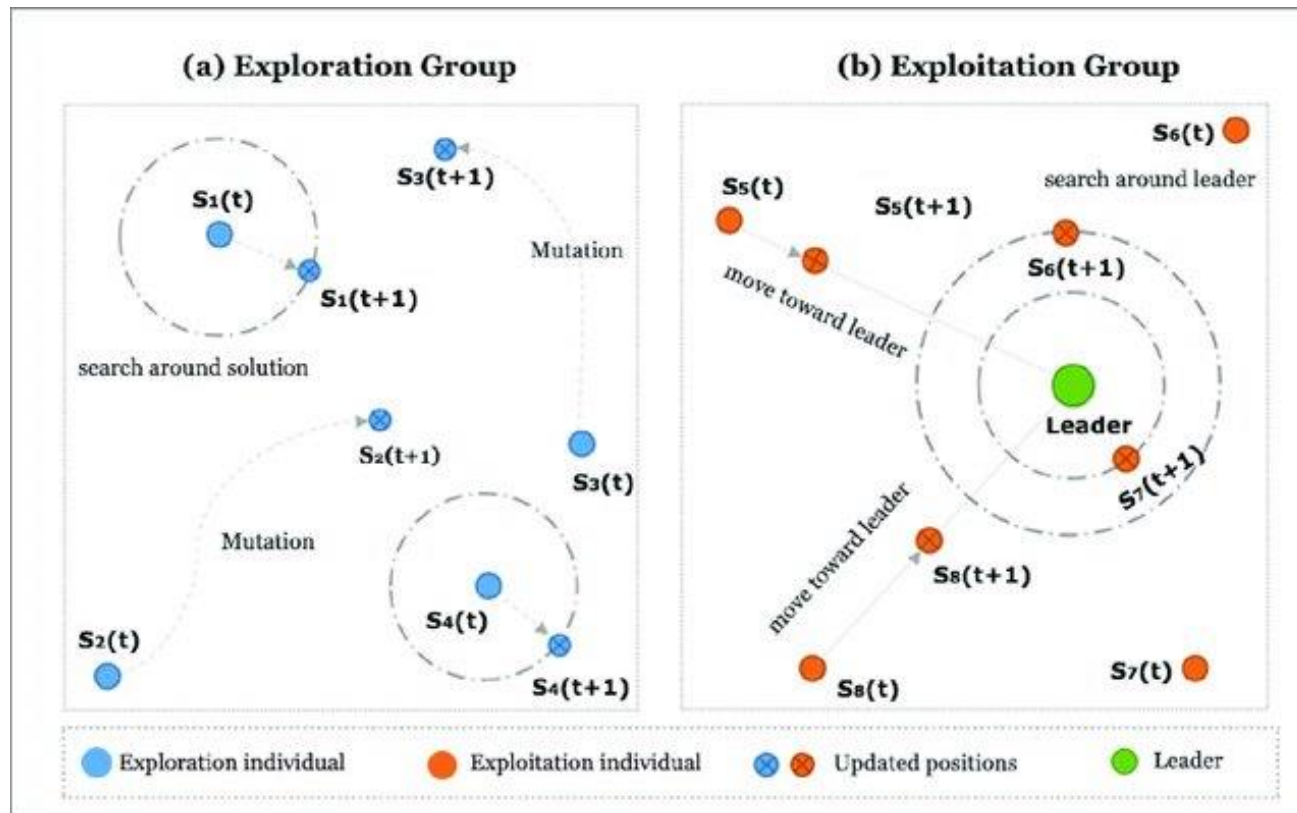 (a) Exploration Group
S₃(t+1)
S₁(t)
Mutation
S₁(t+1)
search around solution
S₂(t+1)
S₃(t)
Mutation
S₄(t)
S₂(t)
S₄(t+1)
(b) Exploitation Group
S₆(t)
search around leader
S₅(t)
S₅(t+1)
S₆(t+1)
move toward leader
Leader
S₇(t+1)
move toward leader
S₈(t+1)
S₇(t)
S₈(t)
Exploration individual
Exploitation individual
Updated positions
Leader